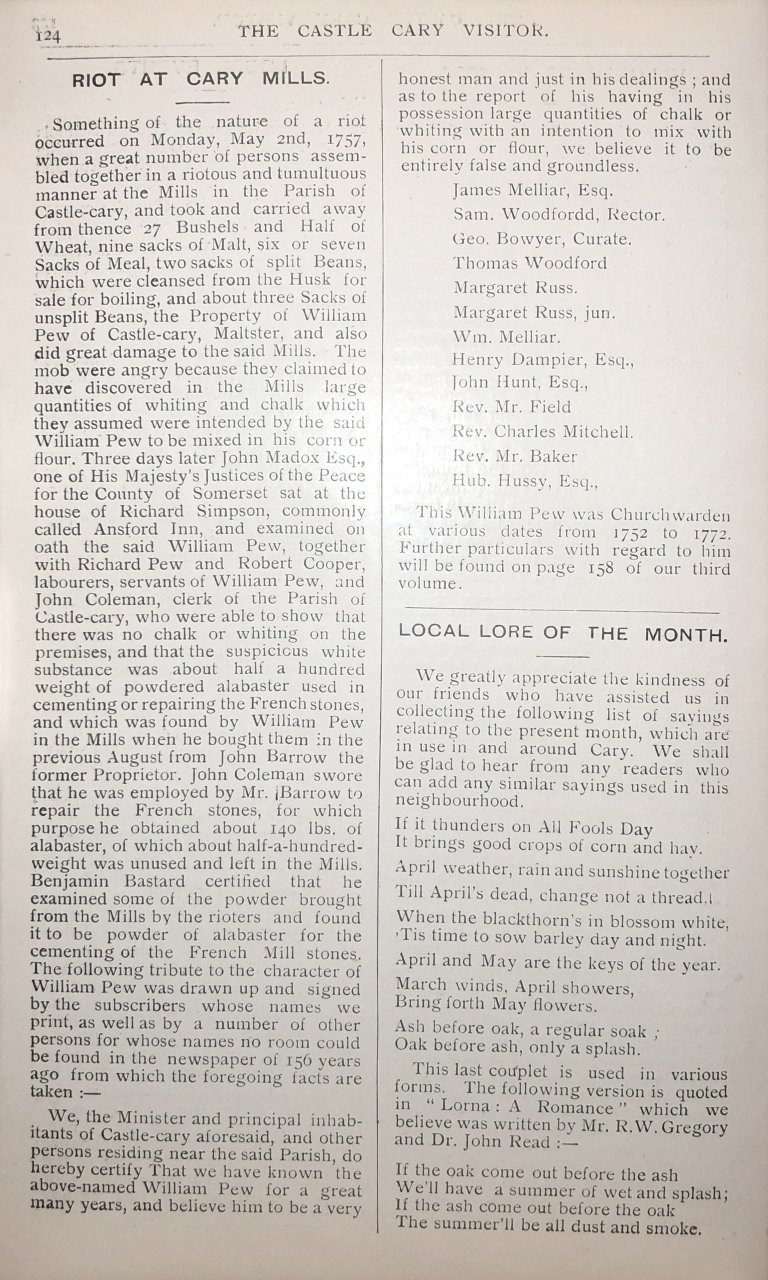 124
THE CASTLE CARY VISITOR.
RIOT AT CARY MILLS.
Something of the nature of a riot
occurred on Monday, May 2nd, 1757,
when a great number of persons assem-
bled together in a riotous and tumultuous
manner at the Mills in the Parish of
Castle-cary, and took and carried away
from thence 27 Bushels and Half of
Wheat, nine sacks of Malt, six or seven
Sacks of Meal, two sacks of split Beans,
which were cleansed from the Husk for
sale for boiling, and about three Sacks of
unsplit Beans, the Property of William
Pew of Castle-cary, Maltster, and also
did great damage to the said Mills. The
mob were angry because they claimed to
have discovered in the Mills large
quantities of whiting and chalk which
they assumed were intended by the said
William Pew to be mixed in his corn or
flour. Three days later John Madox Esq.,
one of His Majesty's Justices of the Peace
for the County of Somerset sat at the
house of Richard Simpson, commonly
called Ansford Inn, and examined on
oath the said William Pew, together
with Richard Pew and Robert Cooper,
labourers, servants of William Pew, and
John Coleman, clerk of the Parish of
Castle-cary, who were able to show that
there was no chalk or whiting on the
premises, and that the suspicious white
substance was about half a hundred
weight of powdered alabaster used in
cementing or repairing the French stones,
and which was found by William Pew
in the Mills when he bought them in the
previous August from John Barrow the
former Proprietor. John Coleman swore
that he was employed by Mr. Barrow to
repair the French stones, for which
purpose he obtained about 140 lbs. of
alabaster, of which about half-a-hundred-
weight was unused and left in the Mills.
Benjamin Bastard certified that he
examined some of the powder brought
from the Mills by the rioters and found
it to be powder of alabaster for the
cementing of the French Mill stones.
The following tribute to the character of
William Pew was drawn up and signed
by the subscribers whose names we
print, as well as by a number of other
persons for whose names no room could
be found in the newspaper of 156 years
ago from which the foregoing facts are
taken :—
We, the Minister and principal inhab-
itants of Castle-cary aforesaid, and other
persons residing near the said Parish, do
hereby certify That we have known the
above-named William Pew for a great
many years, and believe him to be a very
honest man and just in his dealings ; and
as to the report of his having in his
possession large quantities of chalk or
whiting with an intention to mix with
his corn or flour, we believe it to be
entirely false and groundless.
James Melliar, Esq.
Sam. Woodfordd, Rector.
Geo. Bowyer, Curate.
Thomas Woodford
Margaret Russ.
Margaret Russ, jun.
Wm. Melliar.
Henry Dampier, Esq.,
John Hunt, Esq.,
Rev. Mr. Field
Rev. Charles Mitchell.
Rev. Mr. Baker
Hub. Hussy, Esq.,
This William Pew was Churchwarden
at various dates from 1752 to 1772.
Further particulars with regard to him
will be found on page 158 of our third
volume.
LOCAL LORE OF THE MONTH.
We greatly appreciate the kindness of
our friends who have assisted us in
collecting the following list of sayings
relating to the present month, which are
in use in and around Cary. We shall
be glad to hear from any readers who
can add any similar sayings used in this
neighbourhood.
If it thunders on All Fools Day
It brings good crops of corn and hay.
April weather, rain and sunshine together
Till April's dead, change not a thread.
When the blackthorn's in blossom white,
'Tis time to sow barley day and night.
April and May are the keys of the year.
March winds, April showers,
Bring forth May flowers.
Ash before oak, a regular soak ;
Oak before ash, only a splash.
This last couplet is used in various
forms. The following version is quoted
in " Lorna : A Romance " which we
believe was written by Mr. R.W. Gregory
and Dr. John Read :—
If the oak come out before the ash
We'll have a summer of wet and splash;
If the ash come out before the oak
The summer'll be all dust and smoke.